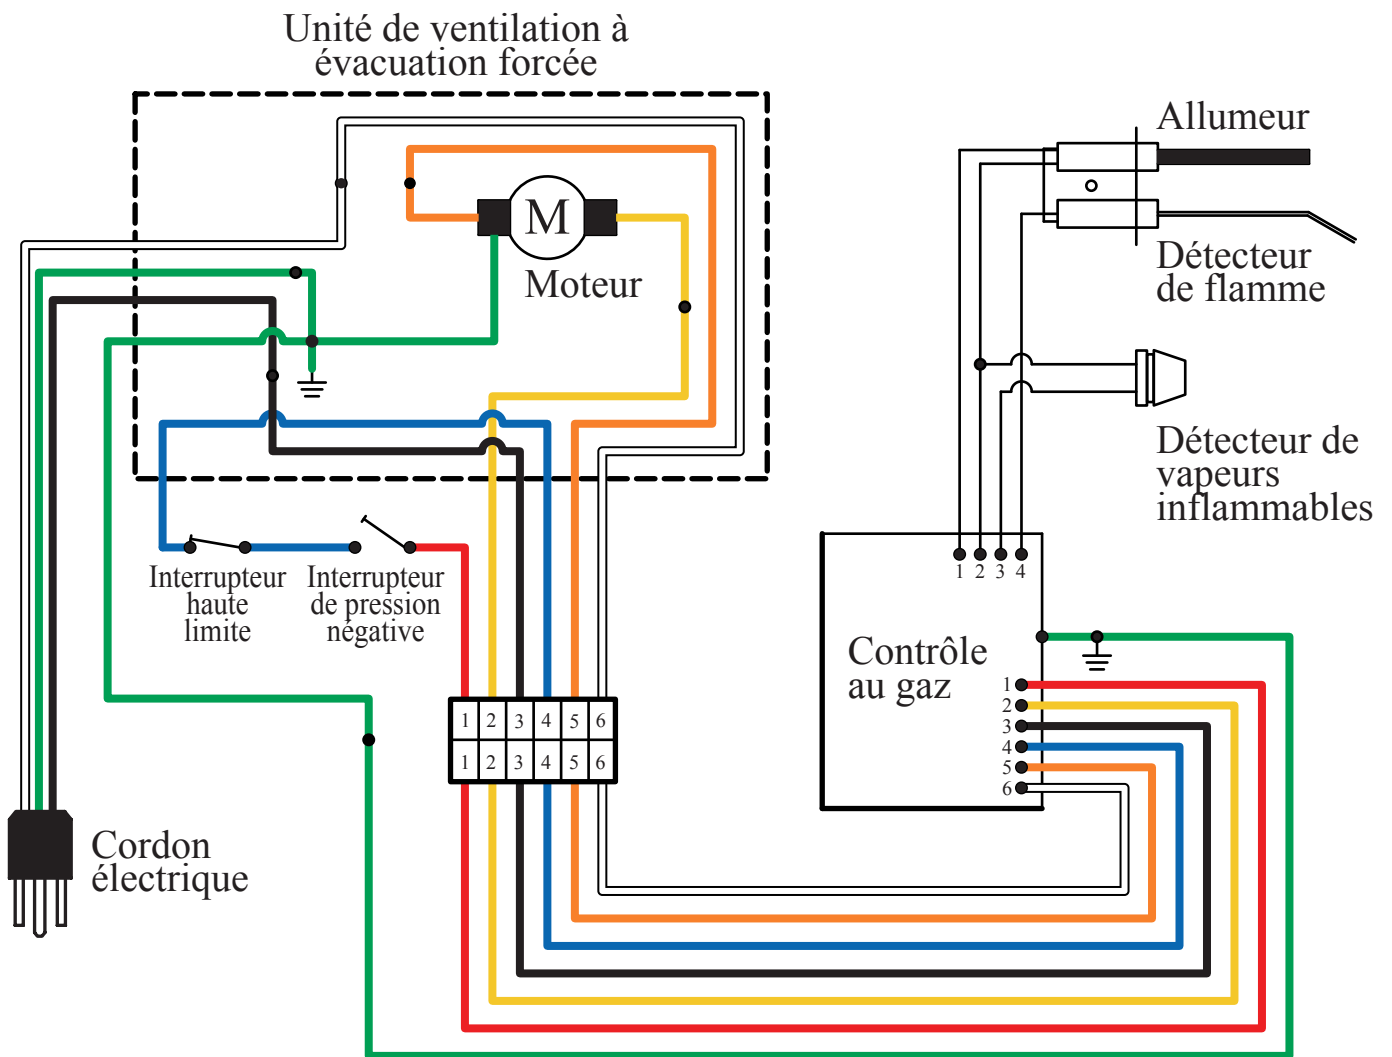 Unité de ventilation à
évacuation forcée
M
Moteur
Allumeur
Détecteur
de flamme
Détecteur de
vapeurs
inflammables
Interrupteur
haute
limite
Interrupteur
de pression
négative
1 2 3 4
Contrôle
au gaz
1
2
3
4
5
6
1 2 3 4 5 6
1 2 3 4 5 6
Cordon
électrique